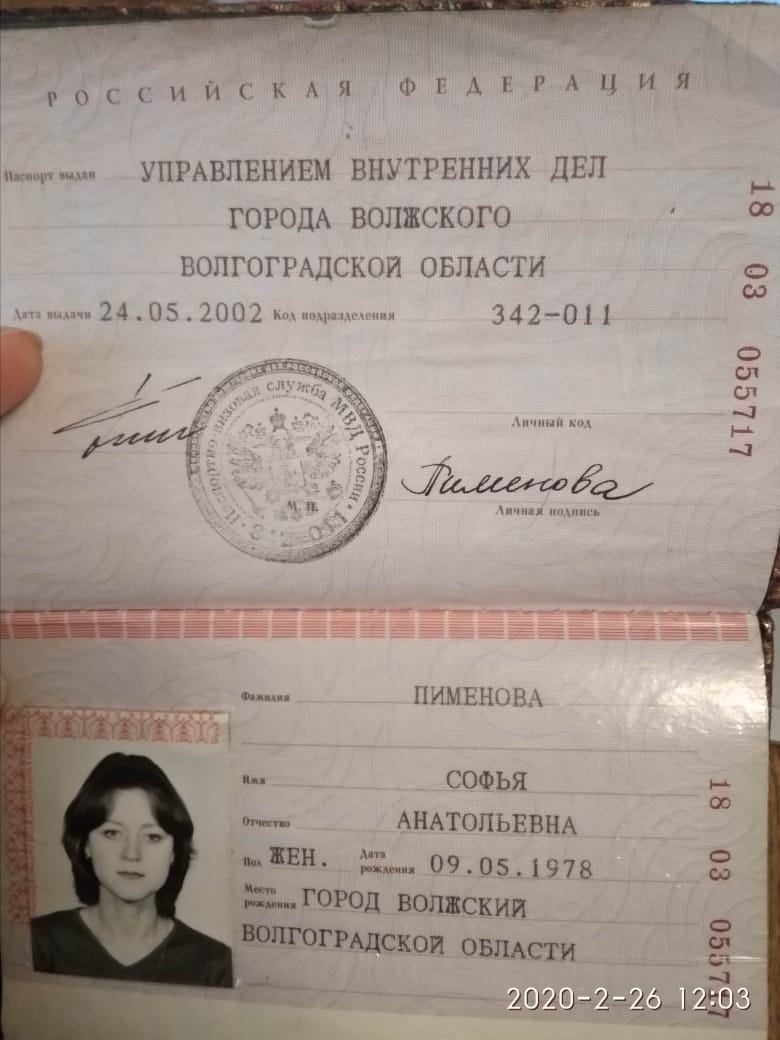 РОССИЙСКАЯ ФЕДЕРАЦИЯ
Паспорт выдан УПРАВЛЕНИЕМ ВНУТРЕННИХ ДЕЛ
ГОРОДА ВОЛЖСКОГО
ВОЛГОГРАДСКОЙ ОБЛАСТИ
Дата выдачи 24.05.2002 Код подразделения 342-011
18 03 055717
Личный код
Паспортно-визовая служба МВД России
М.П.
Пименова
Личная подпись
Фамилия ПИМЕНОВА
Имя СОФЬЯ
Отчество АНАТОЛЬЕВНА
Пол ЖЕН. Дата рождения 09.05.1978
Место рождения ГОРОД ВОЛЖСКИЙ
ВОЛГОГРАДСКОЙ ОБЛАСТИ
18 03 055717
2020-2-26 12:03